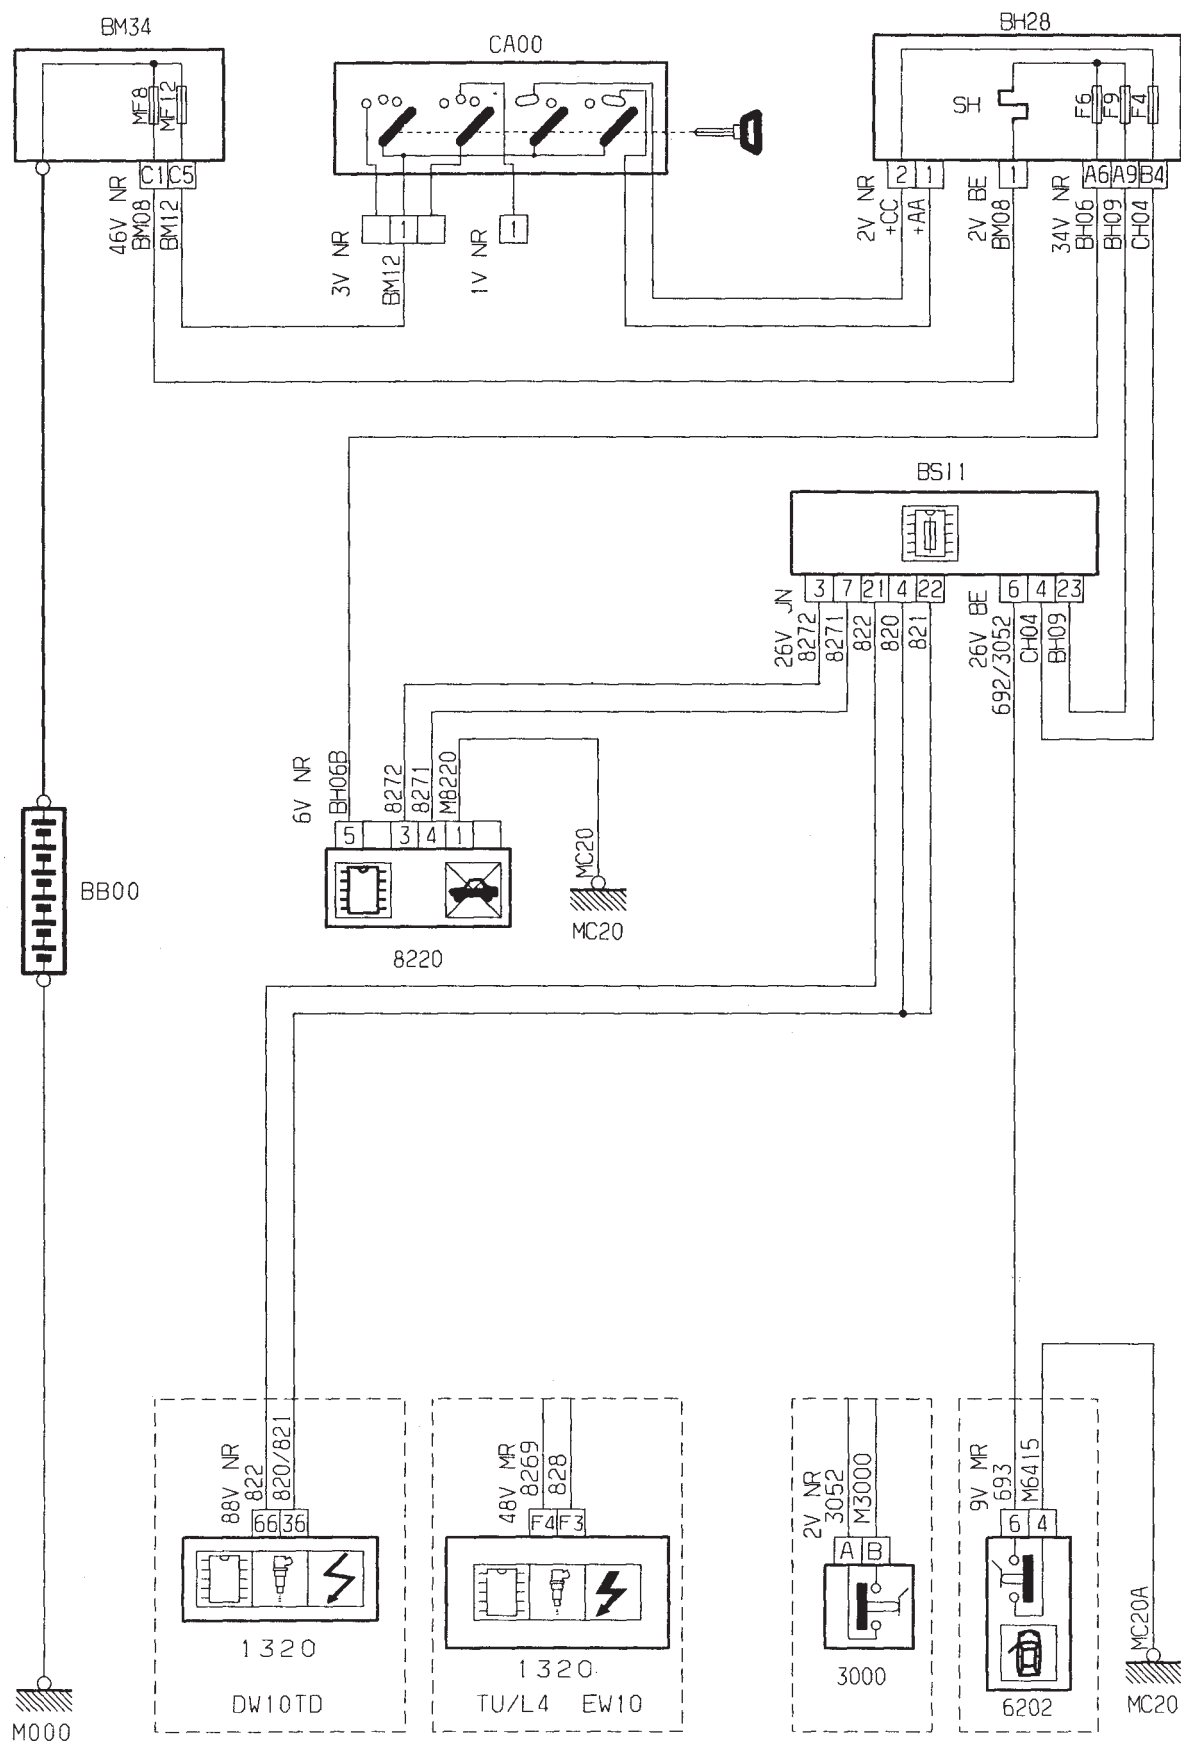 BM34
CA00
BH28
MF8
MF12
SH
F6
F9
F4
C1 C5
2 1
1
A6 A9 B4
46V NR
BM08
BM12
3V NR
1
BM12
1V NR
1
2V NR
+CC
+AA
2V BE
BM08
34V NR
BH06
BH09
CH04
BSI1
3 7 21 4 22
6 4 23
26V JN
8272
8271
822
820
821
26V BE
692/3052
CH04
BH09
6V NR
BH06B
8272
8271
M8220
5 3 4 1
MC20
MC20
8220
BB00
88V NR
822
820/821
66 36
1320
DW10TD
48V MR
8269
828
F4 F3
1320
TU/L4 EW10
2V NR
3052
M3000
A B
3000
9V MR
693
M6415
6 4
6202
MC20A
MC20
M000